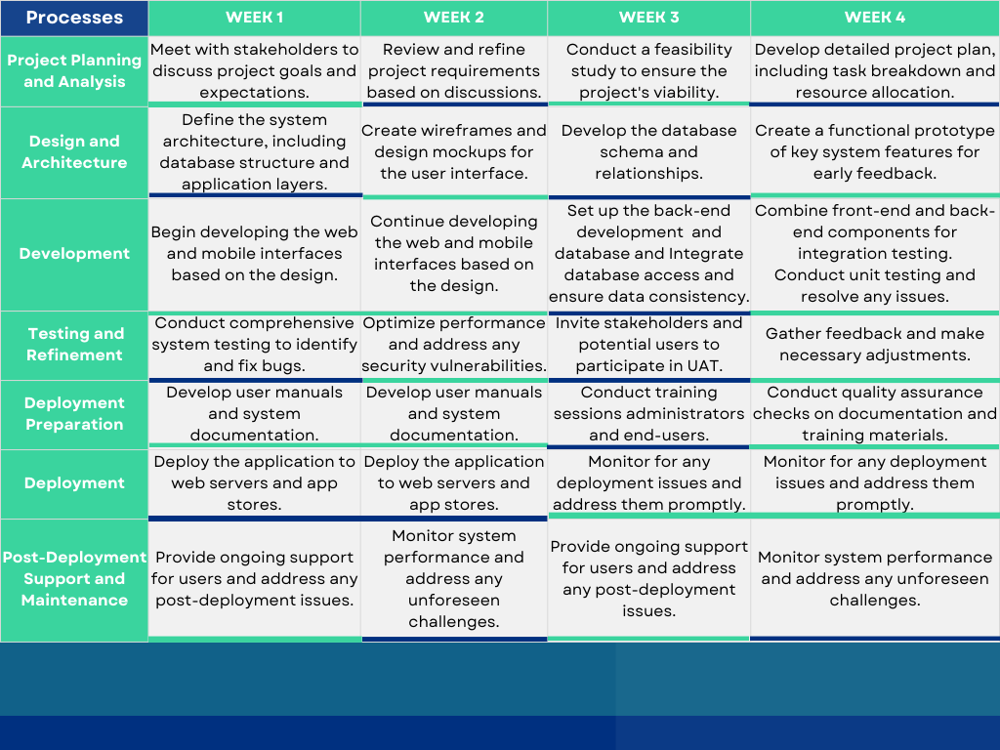 Processes
WEEK 1
WEEK 2
WEEK 3
WEEK 4
Project Planning
and Analysis
Meet with stakeholders to
discuss project goals and
expectations.
Review and refine
project requirements
based on discussions.
Conduct a feasibility
study to ensure the
project's viability.
Develop detailed project plan,
including task breakdown and
resource allocation.
Design and
Architecture
Define the system
architecture, including
database structure and
application layers.
Create wireframes and
design mockups for
the user interface.
Develop the database
schema and
relationships.
Create a functional prototype
of key system features for
early feedback.
Development
Begin developing the web
and mobile interfaces
based on the design.
Continue developing
the web and mobile
interfaces based on
the design.
Set up the back-end
development  and
database and Integrate
database access and
ensure data consistency.
Combine front-end and back-
end components for
integration testing.
Conduct unit testing and
resolve any issues.
Testing and
Refinement
Conduct comprehensive
system testing to identify
and fix bugs.
Optimize performance
and address any
security vulnerabilities.
Invite stakeholders and
potential users to
participate in UAT.
Gather feedback and make
necessary adjustments.
Deployment
Preparation
Develop user manuals
and system
documentation.
Develop user manuals
and system
documentation.
Conduct training
sessions administrators
and end-users.
Conduct quality assurance
checks on documentation and
training materials.
Deployment
Deploy the application to
web servers and app
stores.
Deploy the application
to web servers and
app stores.
Monitor for any
deployment issues and
address them promptly.
Monitor for any deployment
issues and address them
promptly.
Post-Deployment
Support and
Maintenance
Provide ongoing support
for users and address any
post-deployment issues.
Monitor system
performance and
address any
unforeseen
challenges.
Provide ongoing support
for users and address
any post-deployment
issues.
Monitor system performance
and address any unforeseen
challenges.